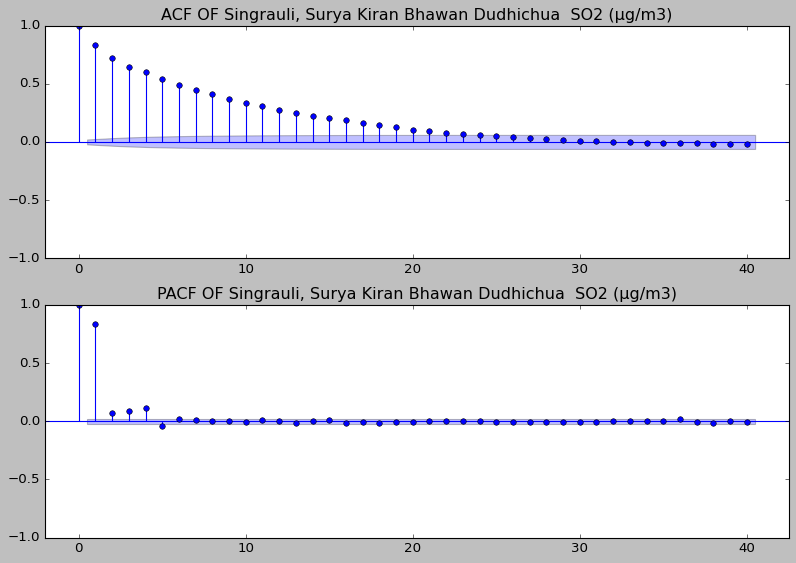 ACF OF Singrauli, Surya Kiran Bhawan Dudhichua  SO2 (µg/m3)
1.0
0.5
0.0
−0.5
−1.0
0 10 20 30 40
PACF OF Singrauli, Surya Kiran Bhawan Dudhichua  SO2 (µg/m3)
1.0
0.5
0.0
−0.5
−1.0
0 10 20 30 40